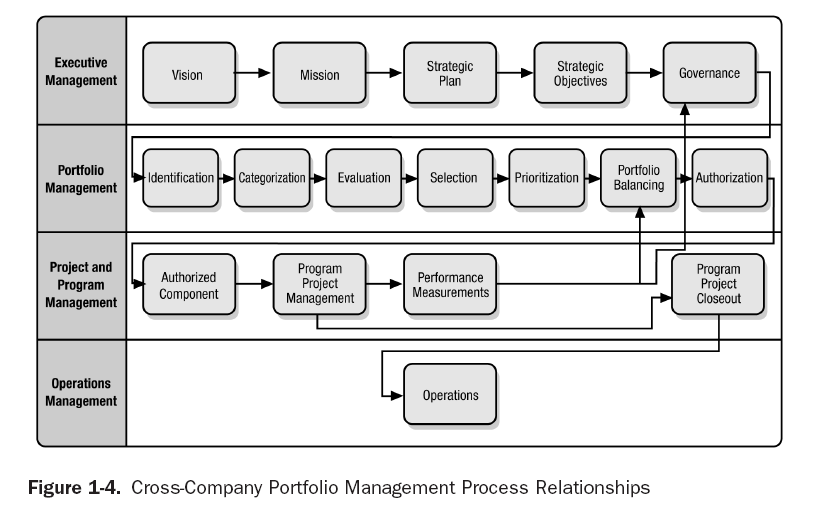 Executive
Management
Vision
Mission
Strategic
Plan
Strategic
Objectives
Governance
Portfolio
Management
Identification
Categorization
Evaluation
Selection
Prioritization
Portfolio
Balancing
Authorization
Project and
Program
Management
Authorized
Component
Program
Project
Management
Performance
Measurements
Program
Project
Closeout
Operations
Management
Operations
Figure 1-4. Cross-Company Portfolio Management Process Relationships